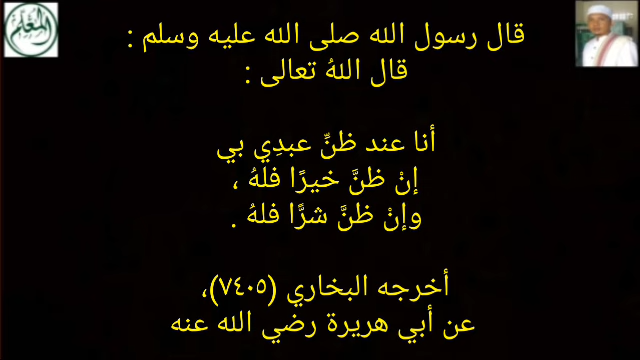 المعلم
قال رسول الله صلى الله عليه وسلم :
قال اللهُ تعالى :
أنا عند ظنِّ عبدِي بي
إنْ ظنَّ خيرًا فلهُ ،
وإنْ ظنَّ شرًّا فلهُ .
أخرجه البخاري (٧٤٠٥)،
عن أبي هريرة رضي الله عنه